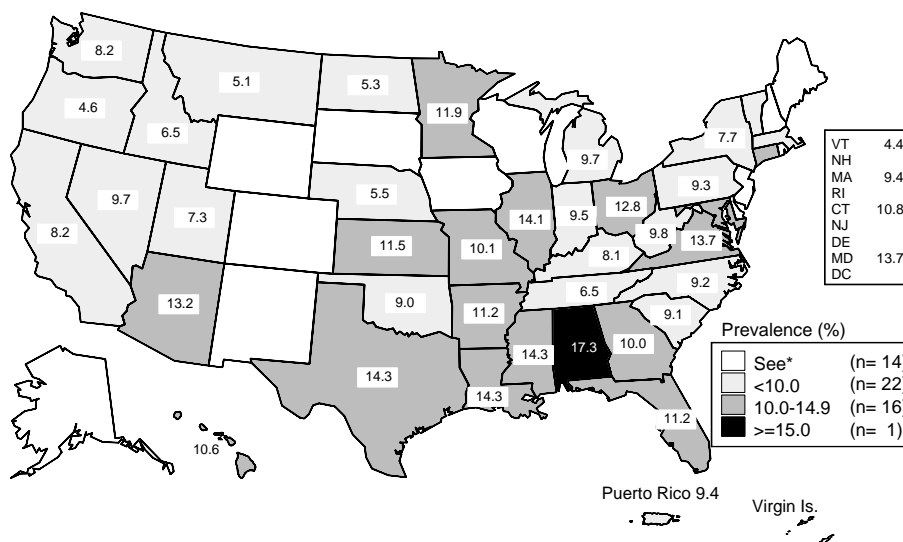 8.2
5.1
5.3
11.9
4.6
6.5
7.7
9.7
VT 4.4
NH
MA 9.4
RI
CT 10.8
NJ
DE
MD 13.7
DC
9.3
5.5
9.7
7.3
8.2
14.1
9.5
12.8
9.8
13.7
11.5
10.1
8.1
13.2
9.0
11.2
6.5
9.2
9.1
14.3
14.3
14.3
17.3
10.0
11.2
10.6
Prevalence (%)
See* (n= 14)
<10.0 (n= 22)
10.0-14.9 (n= 16)
>=15.0 (n= 1)
Puerto Rico 9.4
Virgin Is.